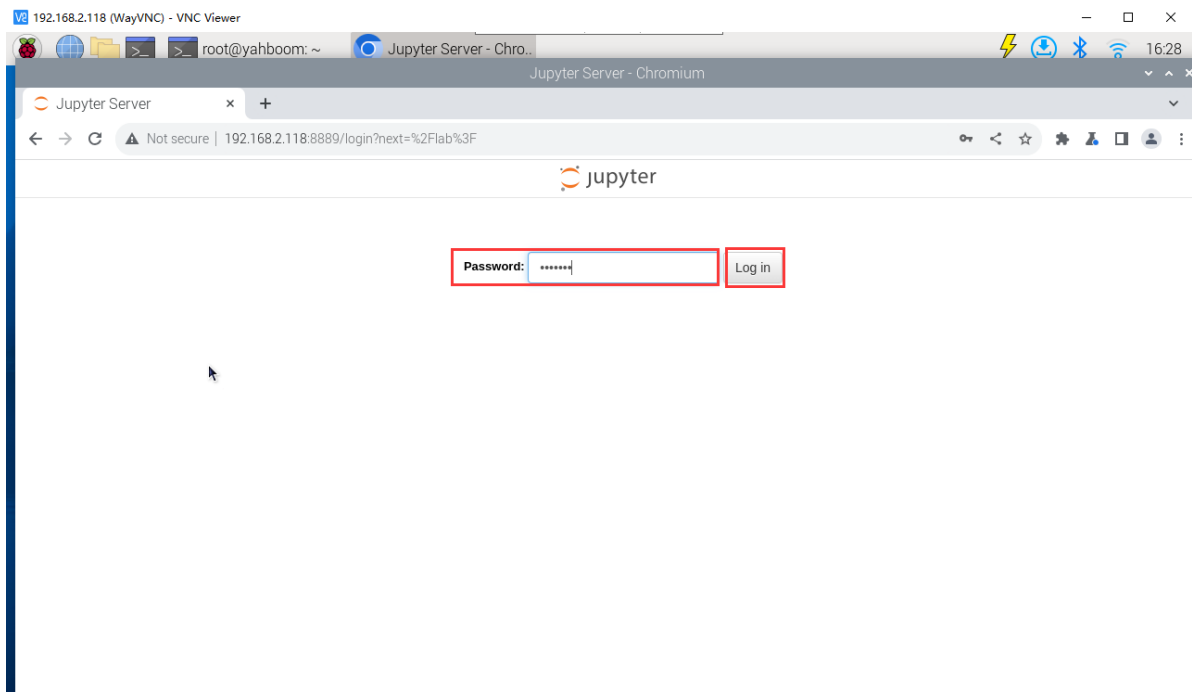 V2 192.168.2.118 (WayVNC) - VNC Viewer
>_ >_ root@yahboom: ~ Jupyter Server - Chro.. 16:28
Jupyter Server - Chromium
Jupyter Server
Not secure | 192.168.2.118:8889/login?next=%2Flab%3F
jupyter
Password: ••••••• Log in